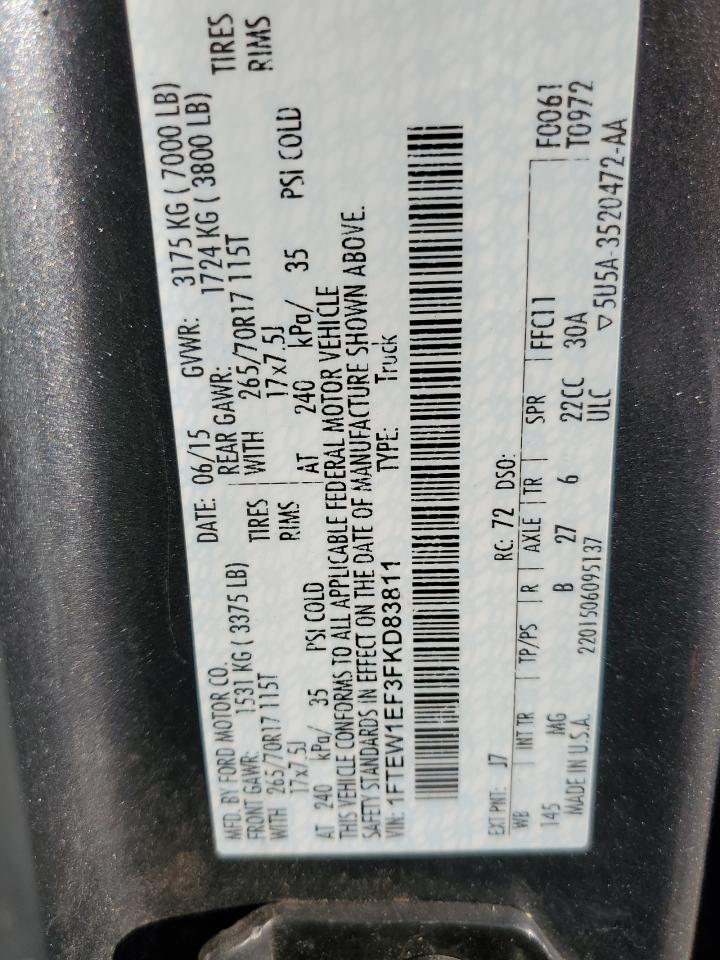 MFD. BY FORD MOTOR CO.
DATE: 06/15 GVWR: 3175 KG ( 7000 LB)
FRONT GAWR: 1531 KG ( 3375 LB) REAR GAWR: 1724 KG ( 3800 LB)
WITH 265/70R17 115T TIRES WITH 265/70R17 115T TIRES
17x7.5J RIMS 17x7.5J RIMS
AT 240 kPa/ 35 PSI COLD AT 240 kPa/ 35 PSI COLD
THIS VEHICLE CONFORMS TO ALL APPLICABLE FEDERAL MOTOR VEHICLE
SAFETY STANDARDS IN EFFECT ON THE DATE OF MANUFACTURE SHOWN ABOVE.
VIN: 1FTEW1EF3FKD83811 TYPE: Truck
EXT PNT: J7 RC: 72 DSO: F0061
WB INT TR TP/PS R AXLE TR SPR FFC11 T0972
145 MG B 27 6 22CC 30A
MADE IN U.S.A. 2201506095137 ULC ▽ 5U5A-3520472-AA